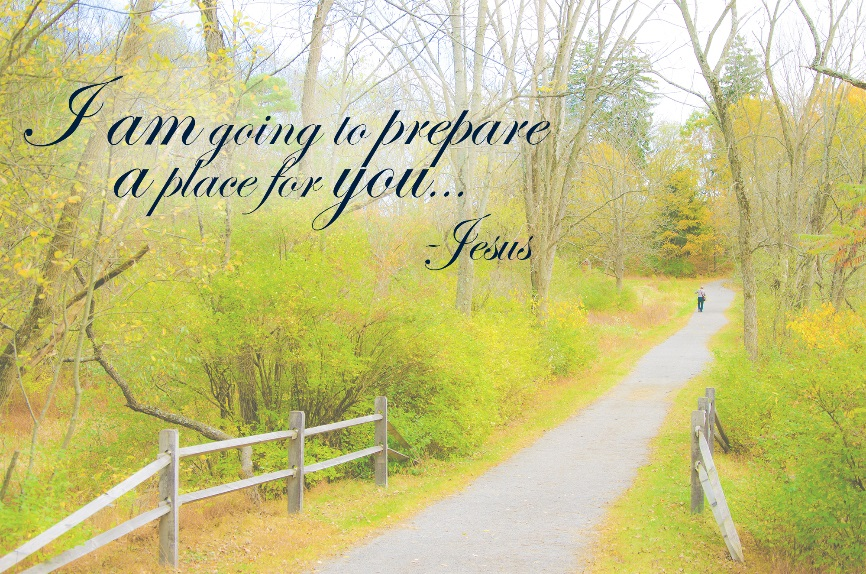 I am going to prepare
a place for you...
-Jesus